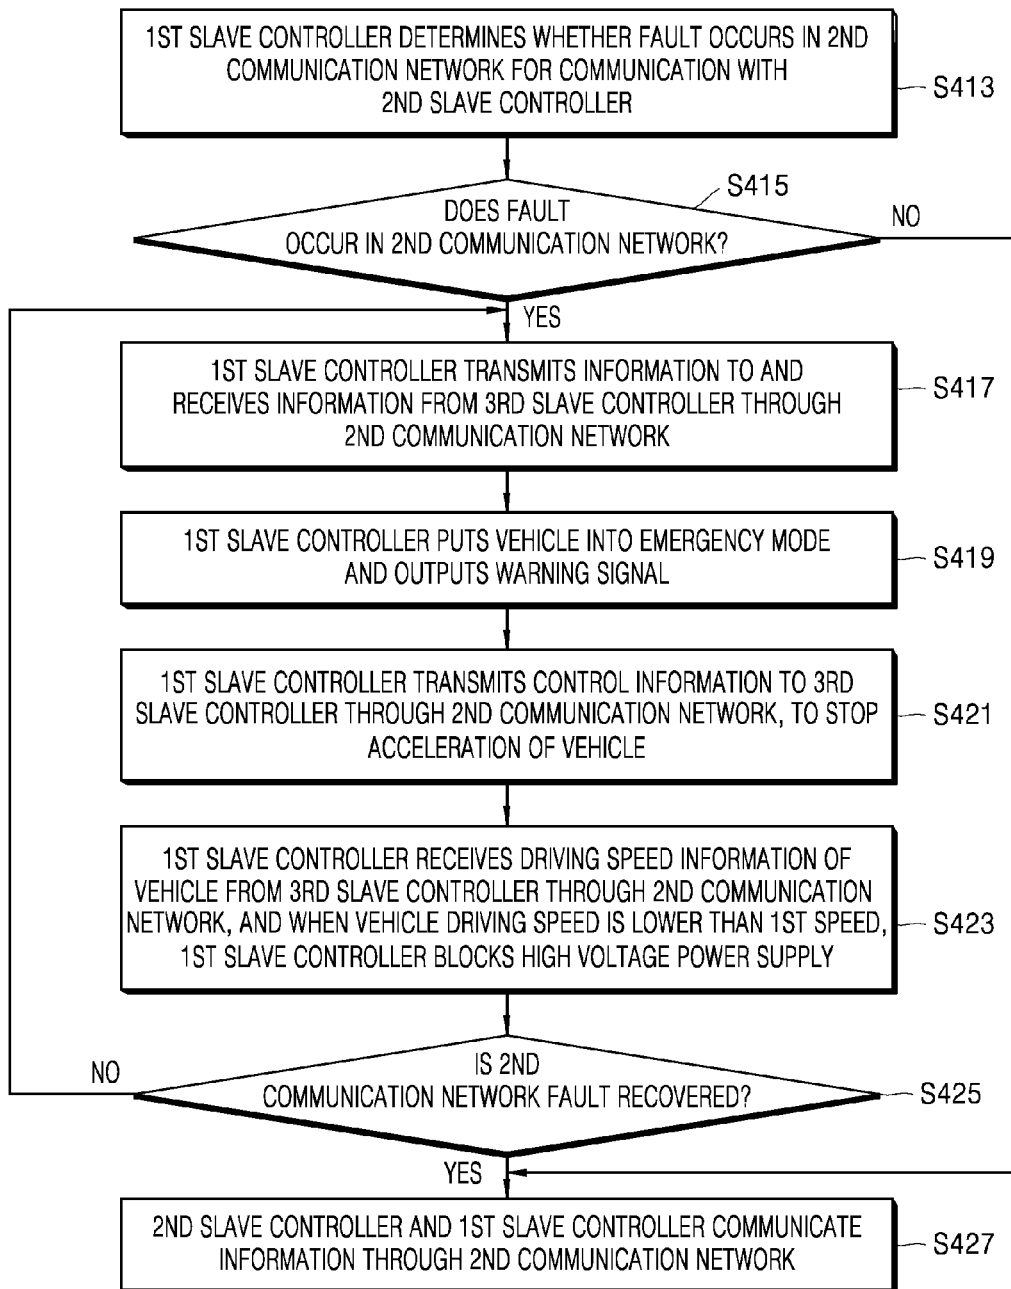 1ST SLAVE CONTROLLER DETERMINES WHETHER FAULT OCCURS IN 2ND
COMMUNICATION NETWORK FOR COMMUNICATION WITH
2ND SLAVE CONTROLLER
S413
S415
DOES FAULT
OCCUR IN 2ND COMMUNICATION NETWORK?
NO
YES
1ST SLAVE CONTROLLER TRANSMITS INFORMATION TO AND
RECEIVES INFORMATION FROM 3RD SLAVE CONTROLLER THROUGH
2ND COMMUNICATION NETWORK
S417
1ST SLAVE CONTROLLER PUTS VEHICLE INTO EMERGENCY MODE
AND OUTPUTS WARNING SIGNAL
S419
1ST SLAVE CONTROLLER TRANSMITS CONTROL INFORMATION TO 3RD
SLAVE CONTROLLER THROUGH 2ND COMMUNICATION NETWORK, TO STOP
ACCELERATION OF VEHICLE
S421
1ST SLAVE CONTROLLER RECEIVES DRIVING SPEED INFORMATION OF
VEHICLE FROM 3RD SLAVE CONTROLLER THROUGH 2ND COMMUNICATION
NETWORK, AND WHEN VEHICLE DRIVING SPEED IS LOWER THAN 1ST SPEED,
1ST SLAVE CONTROLLER BLOCKS HIGH VOLTAGE POWER SUPPLY
S423
NO
IS 2ND
COMMUNICATION NETWORK FAULT RECOVERED?
S425
YES
2ND SLAVE CONTROLLER AND 1ST SLAVE CONTROLLER COMMUNICATE
INFORMATION THROUGH 2ND COMMUNICATION NETWORK
S427